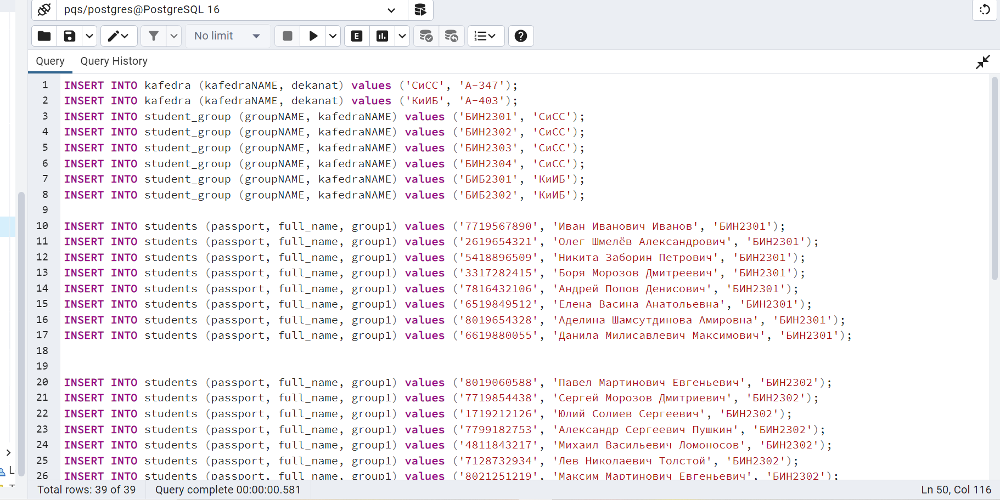 pqs/postgres@PostgreSQL 16
No limit
Query Query History
1 INSERT INTO kafedra (kafedraNAME, dekanat) values ('СиСС', 'А-347');
2 INSERT INTO kafedra (kafedraNAME, dekanat) values ('КиИБ', 'А-403');
3 INSERT INTO student_group (groupNAME, kafedraNAME) values ('БИН2301', 'СиСС');
4 INSERT INTO student_group (groupNAME, kafedraNAME) values ('БИН2302', 'СиСС');
5 INSERT INTO student_group (groupNAME, kafedraNAME) values ('БИН2303', 'СиСС');
6 INSERT INTO student_group (groupNAME, kafedraNAME) values ('БИН2304', 'СиСС');
7 INSERT INTO student_group (groupNAME, kafedraNAME) values ('БИБ2301', 'КиИБ');
8 INSERT INTO student_group (groupNAME, kafedraNAME) values ('БИБ2302', 'КиИБ');
9
10 INSERT INTO students (passport, full_name, group1) values ('7719567890', 'Иван Иванович Иванов', 'БИН2301');
11 INSERT INTO students (passport, full_name, group1) values ('2619654321', 'Олег Шмелёв Александрович', 'БИН2301');
12 INSERT INTO students (passport, full_name, group1) values ('5418896509', 'Никита Заборин Петрович', 'БИН2301');
13 INSERT INTO students (passport, full_name, group1) values ('3317282415', 'Боря Морозов Дмитреевич', 'БИН2301');
14 INSERT INTO students (passport, full_name, group1) values ('7816432106', 'Андрей Попов Денисович', 'БИН2301');
15 INSERT INTO students (passport, full_name, group1) values ('6519849512', 'Елена Васина Анатольевна', 'БИН2301');
16 INSERT INTO students (passport, full_name, group1) values ('8019654328', 'Аделина Шамсутдинова Амировна', 'БИН2301');
17 INSERT INTO students (passport, full_name, group1) values ('6619880055', 'Данила Милисавлевич Максимович', 'БИН2301');
18
19
20 INSERT INTO students (passport, full_name, group1) values ('8019060588', 'Павел Мартинович Евгеньевич', 'БИН2302');
21 INSERT INTO students (passport, full_name, group1) values ('7719854438', 'Сергей Морозов Дмитриевич', 'БИН2302');
22 INSERT INTO students (passport, full_name, group1) values ('1719212126', 'Юлий Солиев Сергеевич', 'БИН2302');
23 INSERT INTO students (passport, full_name, group1) values ('7799182753', 'Александр Сергеевич Пушкин', 'БИН2302');
24 INSERT INTO students (passport, full_name, group1) values ('4811843217', 'Михаил Васильевич Ломоносов', 'БИН2302');
25 INSERT INTO students (passport, full_name, group1) values ('7128732934', 'Лев Николаевич Толстой', 'БИН2302');
26 INSERT INTO students (passport, full_name, group1) values ('8021251219', 'Максим Мартинович Евгеньевич', 'БИН2302');
Total rows: 39 of 39 Query complete 00:00:00.581 Ln 50, Col 116